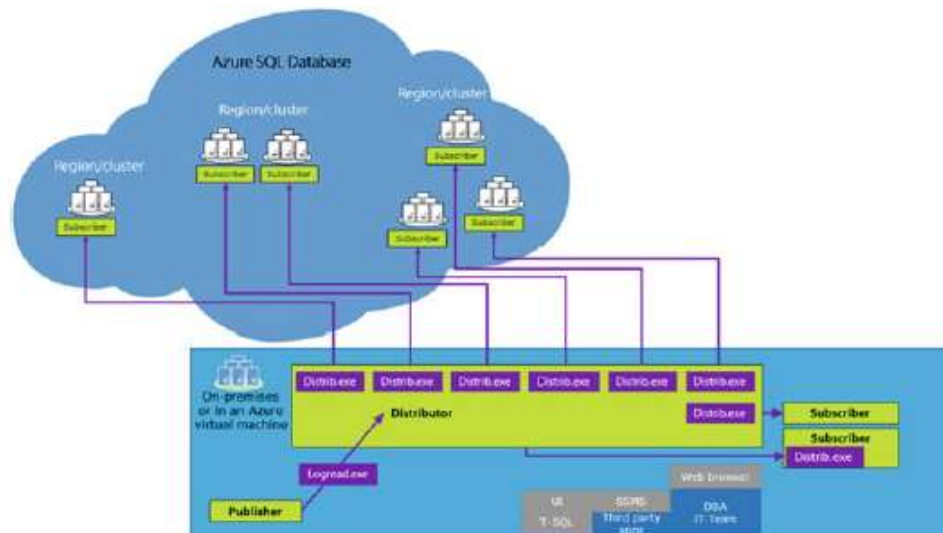 Azure SQL Database
Region/cluster
Region/cluster
Region/cluster
Subscriber
Subscriber
Subscriber
Subscriber
Subscriber
Subscriber
On-premises
or in an Azure
virtual machine
Distrib.exe
Distrib.exe
Distrib.exe
Distrib.exe
Distrib.exe
Distrib.exe
Distributor
Distrib.exe
Subscriber
Subscriber
Distrib.exe
Logread.exe
Publisher
Web browser
UI
SSMS
DBA
T-SQL
Third party
IT Team